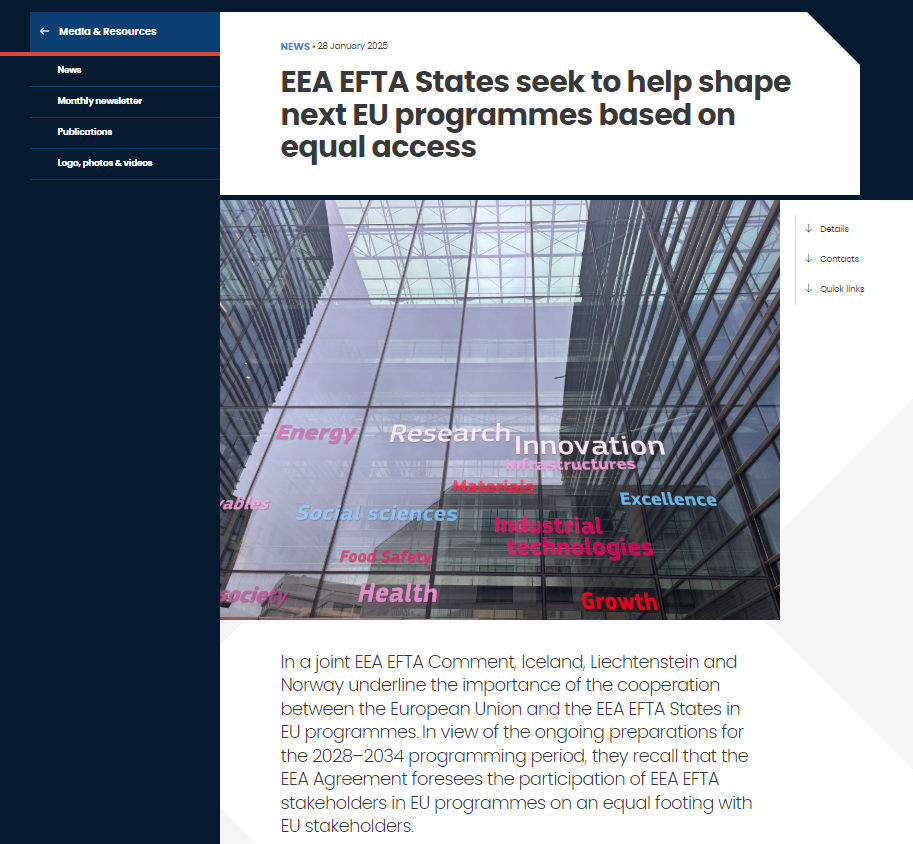 Media & Resources
News
Monthly newsletter
Publications
Logo, photos & videos
NEWS • 28 January 2025
EEA EFTA States seek to help shape
next EU programmes based on
equal access
Details
Contacts
Quick links
Energy
Research
Innovation
Infrastructures
Materials
Excellence
vables
Social sciences
Industrial
technologies
Food Safety
society
Health
Growth
In a joint EEA EFTA Comment, Iceland, Liechtenstein and
Norway underline the importance of the cooperation
between the European Union and the EEA EFTA States in
EU programmes. In view of the ongoing preparations for
the 2028–2034 programming period, they recall that the
EEA Agreement foresees the participation of EEA EFTA
stakeholders in EU programmes on an equal footing with
EU stakeholders.